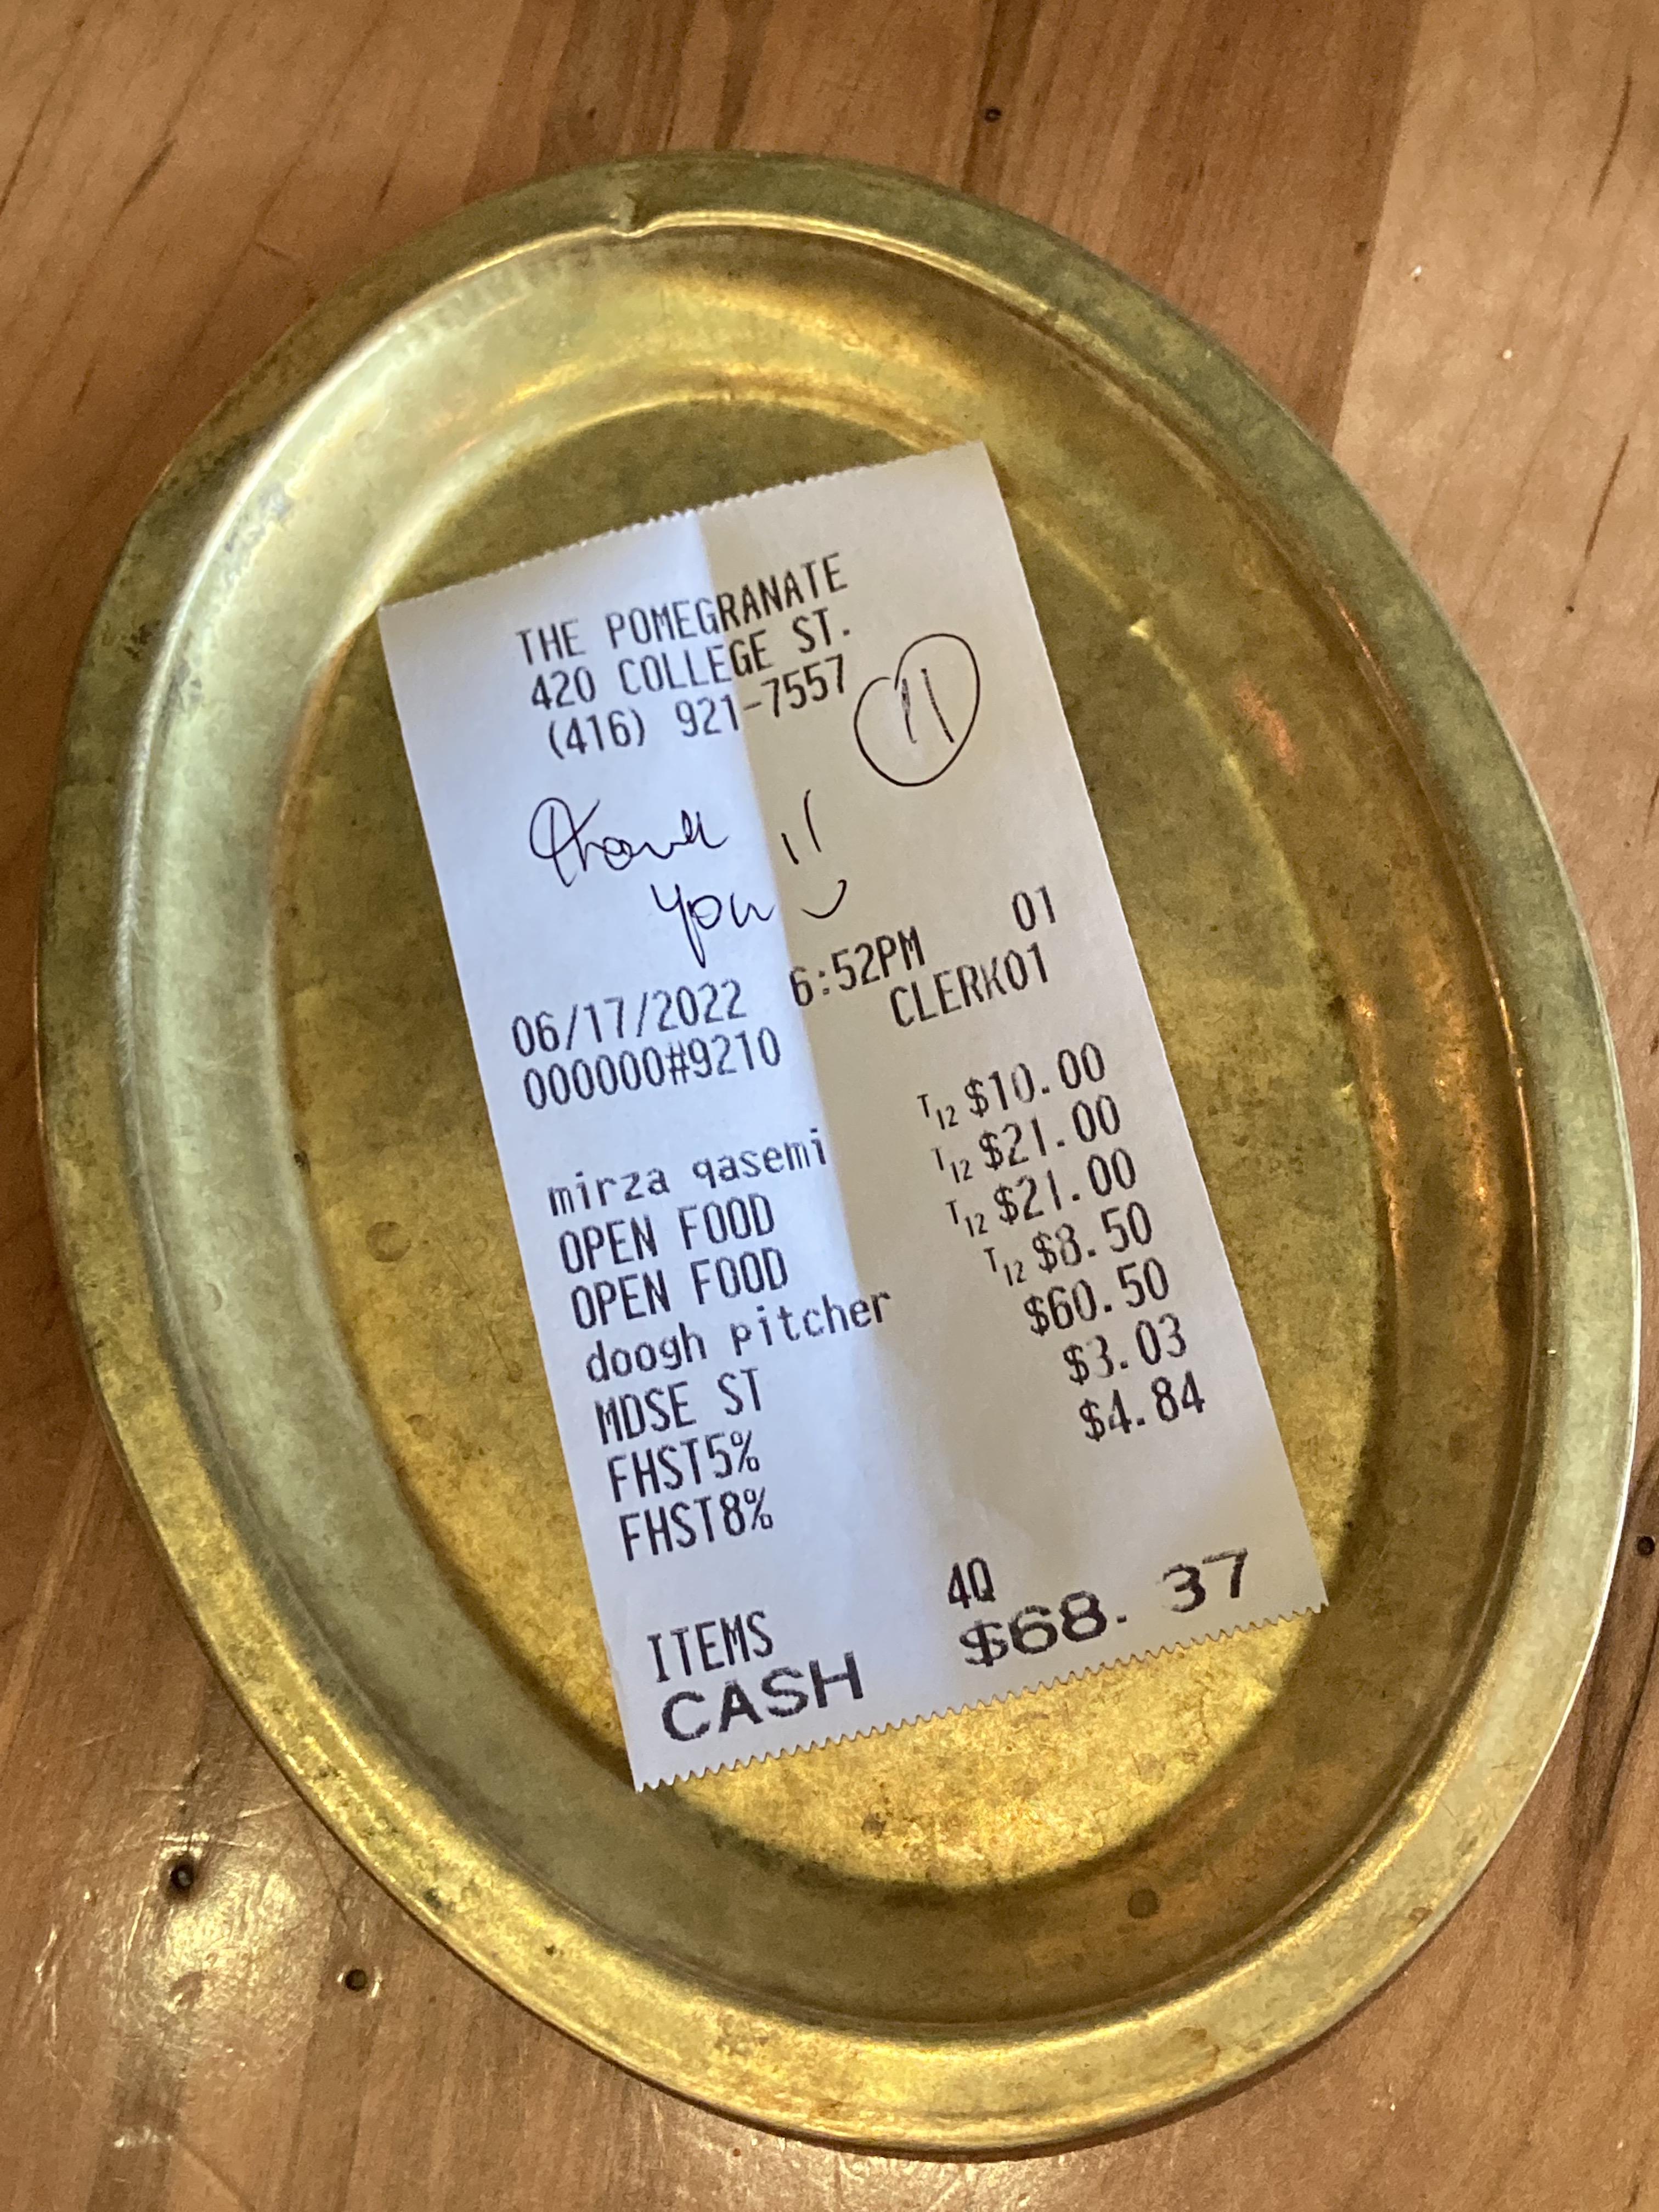 THE POMEGRANATE
420 COLLEGE ST.
(416) 921-7557
11
thank
you
06/17/2022 6:52PM 01
000000#9210 CLERK01
mirza qasemi T12 $10.00
OPEN FOOD T12 $21.00
OPEN FOOD T12 $21.00
doogh pitcher T12 $8.50
MDSE ST $60.50
FHST5% $3.03
FHST8% $4.84
ITEMS 4Q
CASH $68.37